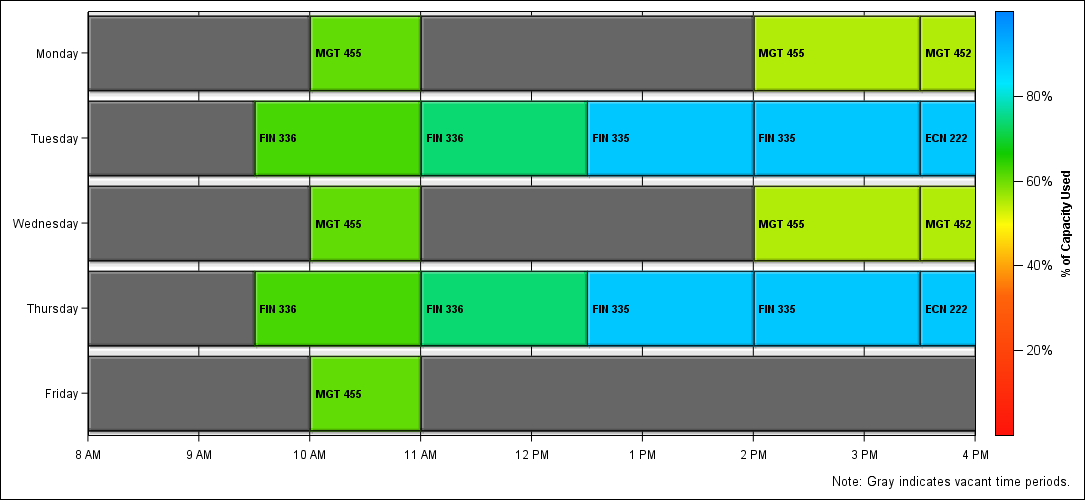 Monday
MGT 455
MGT 455
MGT 452
Tuesday
FIN 336
FIN 336
FIN 335
FIN 335
ECN 222
Wednesday
MGT 455
MGT 455
MGT 452
Thursday
FIN 336
FIN 336
FIN 335
FIN 335
ECN 222
Friday
MGT 455
8 AM
9 AM
10 AM
11 AM
12 PM
1 PM
2 PM
3 PM
4 PM
80%
60%
40%
20%
% of Capacity Used
Note: Gray indicates vacant time periods.